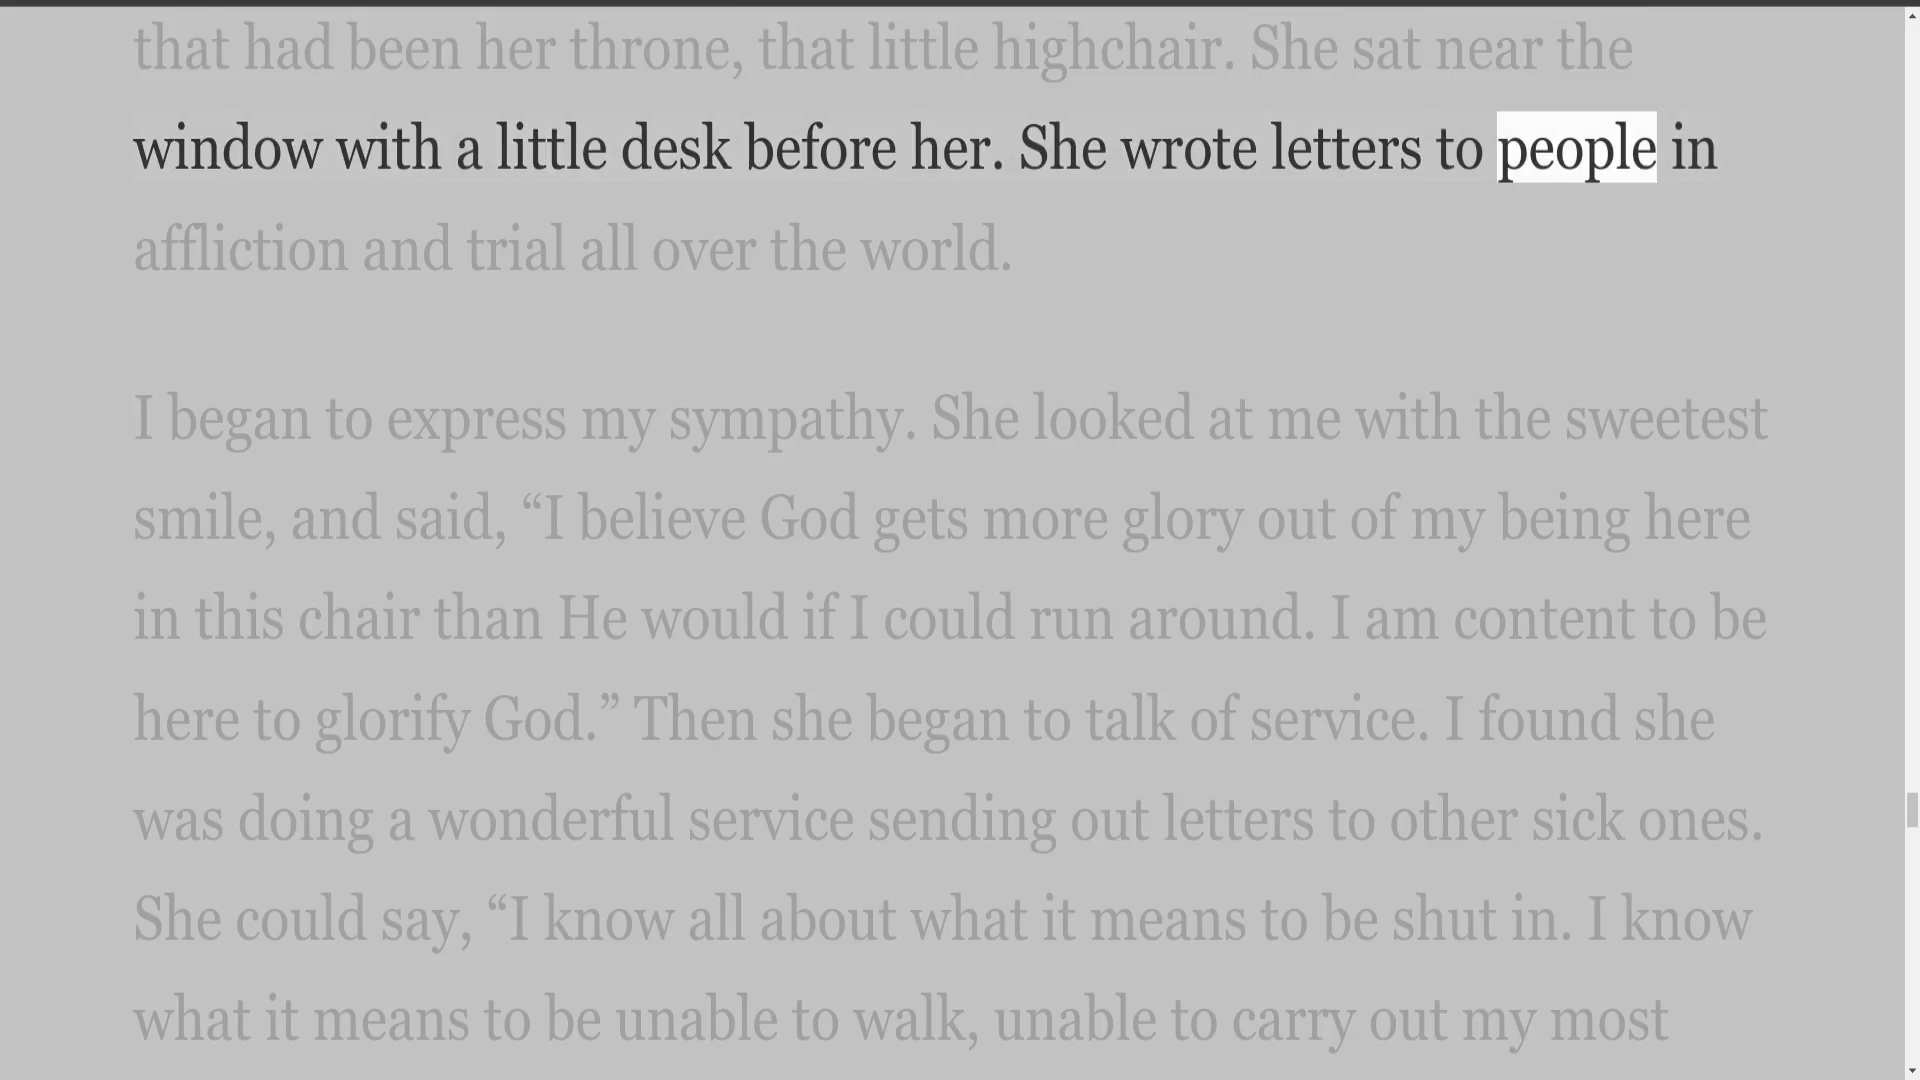 that had been her throne, that little highchair. She sat near the
window with a little desk before her. She wrote letters to people in
affliction and trial all over the world.
I began to express my sympathy. She looked at me with the sweetest
smile, and said, “I believe God gets more glory out of my being here
in this chair than He would if I could run around. I am content to be
here to glorify God.” Then she began to talk of service. I found she
was doing a wonderful service sending out letters to other sick ones.
She could say, “I know all about what it means to be shut in. I know
what it means to be unable to walk, unable to carry out my most